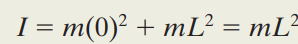 I = m(0)² + mL² = mL²